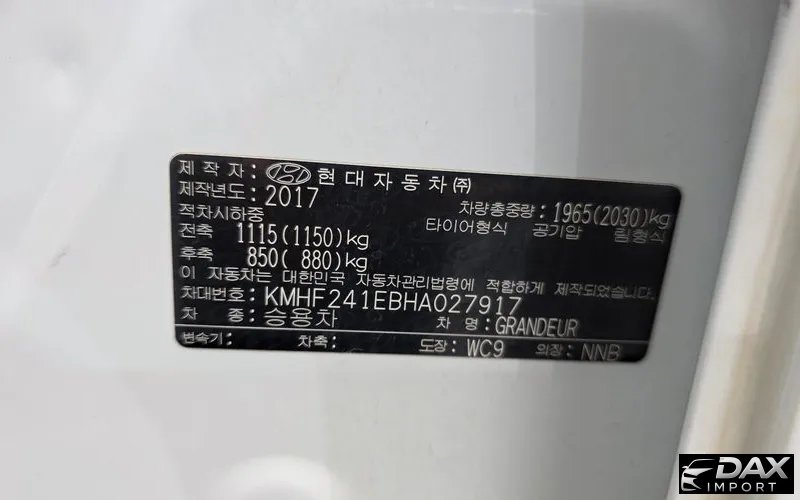 제 작 자 : 현대자동차(주)
제작년도 : 2017
차량총중량 : 1965(2030)kg
적차시하중
타이어형식 공기압 림형식
전축 1115(1150)kg
후축 850( 880)kg
이 자동차는 대한민국 자동차관리법령에 적합하게 제작되었습니다.
차대번호: KMHF241EBHA027917
차 종 : 승용차 차 명 : GRANDEUR
변속기: 차축: 도장: WC9 외장: NNB
DAX
IMPORT